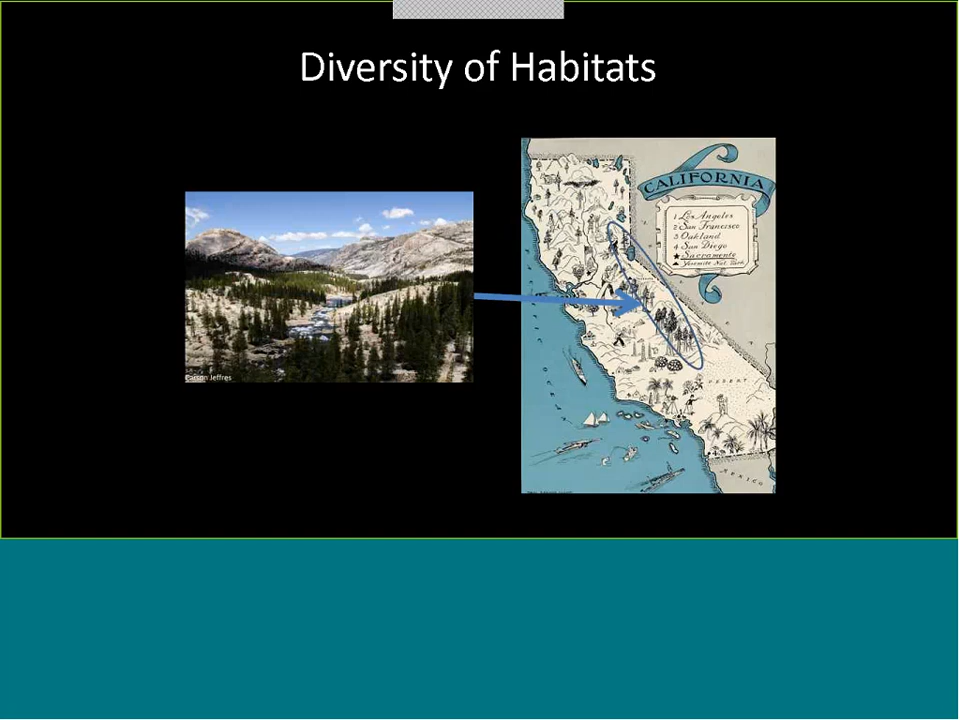 Diversity of Habitats
CALIFORNIA
1 Los Angeles
2 San Francisco
3 Oakland
4 San Diego
Sacramento
Yosemite Nat. Park
DESERT
MEXICO
Carson Jeffres